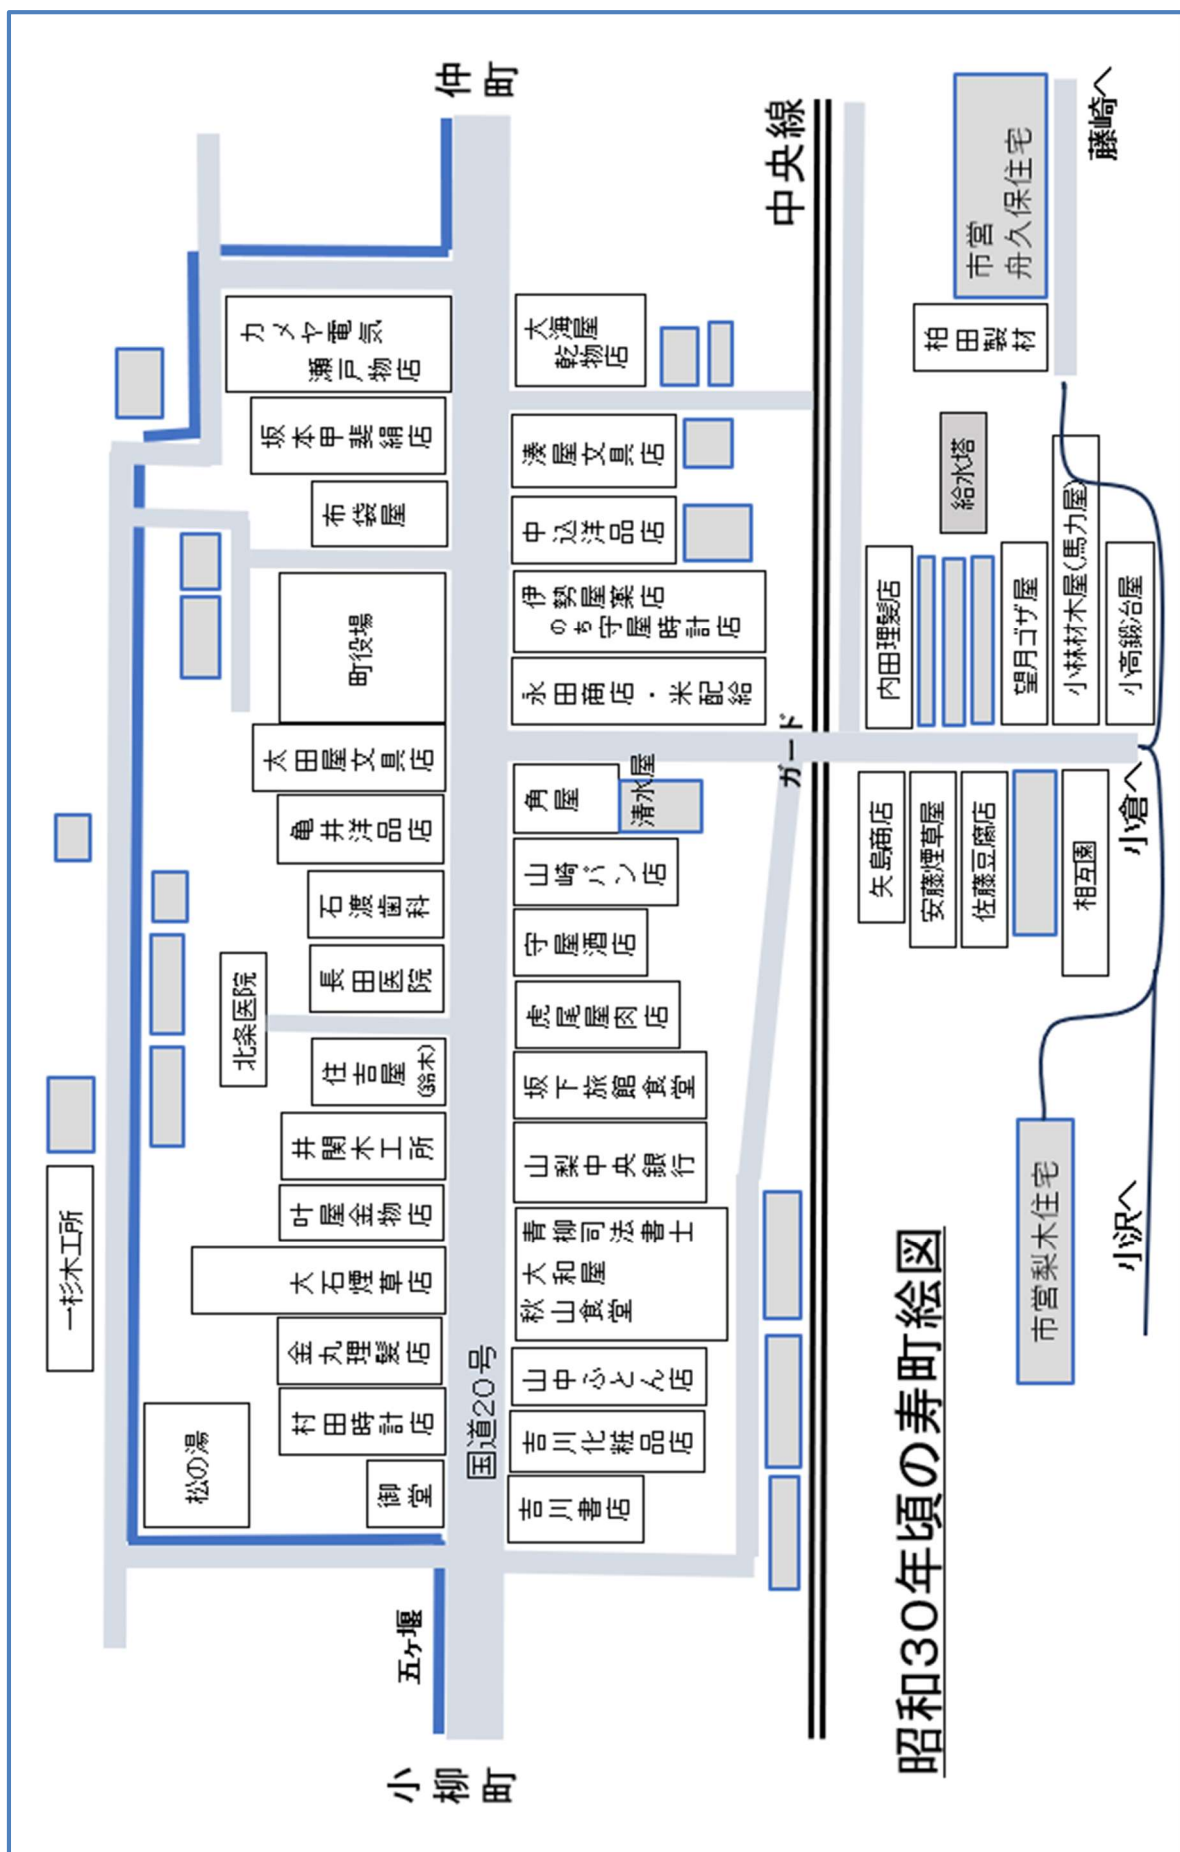 昭和30年頃の寿町絵図
小柳町
五ヶ堰
国道20号
仲町
中央線
一杉木工所
松の湯
御堂
村田時計店
金丸理髪店
大石煙草店
叶屋金物店
井関木工所
住吉屋
(鈴木)
北条医院
長田医院
石渡歯科
亀井洋品店
太田屋文具店
町役場
布袋屋
坂本甲斐絹店
カメヤ電気
瀬戸物店
吉川書店
吉川化粧品店
山中ふとん店
青柳司法書士
大和屋
秋山食堂
山梨中央銀行
坂下旅館食堂
虎尾屋肉店
守屋酒店
山崎パン店
角屋
清水屋
ガード
永田商店・米配給
伊勢屋薬店
のち守屋時計店
中込洋品店
湊屋文具店
大海屋
乾物店
矢島商店
安藤煙草屋
佐藤豆腐店
相互園
内田理髪店
望月ゴザ屋
小林材木屋(馬力屋)
小高鍛冶屋
給水塔
柏田製材
市営
舟久保住宅
藤崎へ
小倉へ
市営梨木住宅
小沢へ